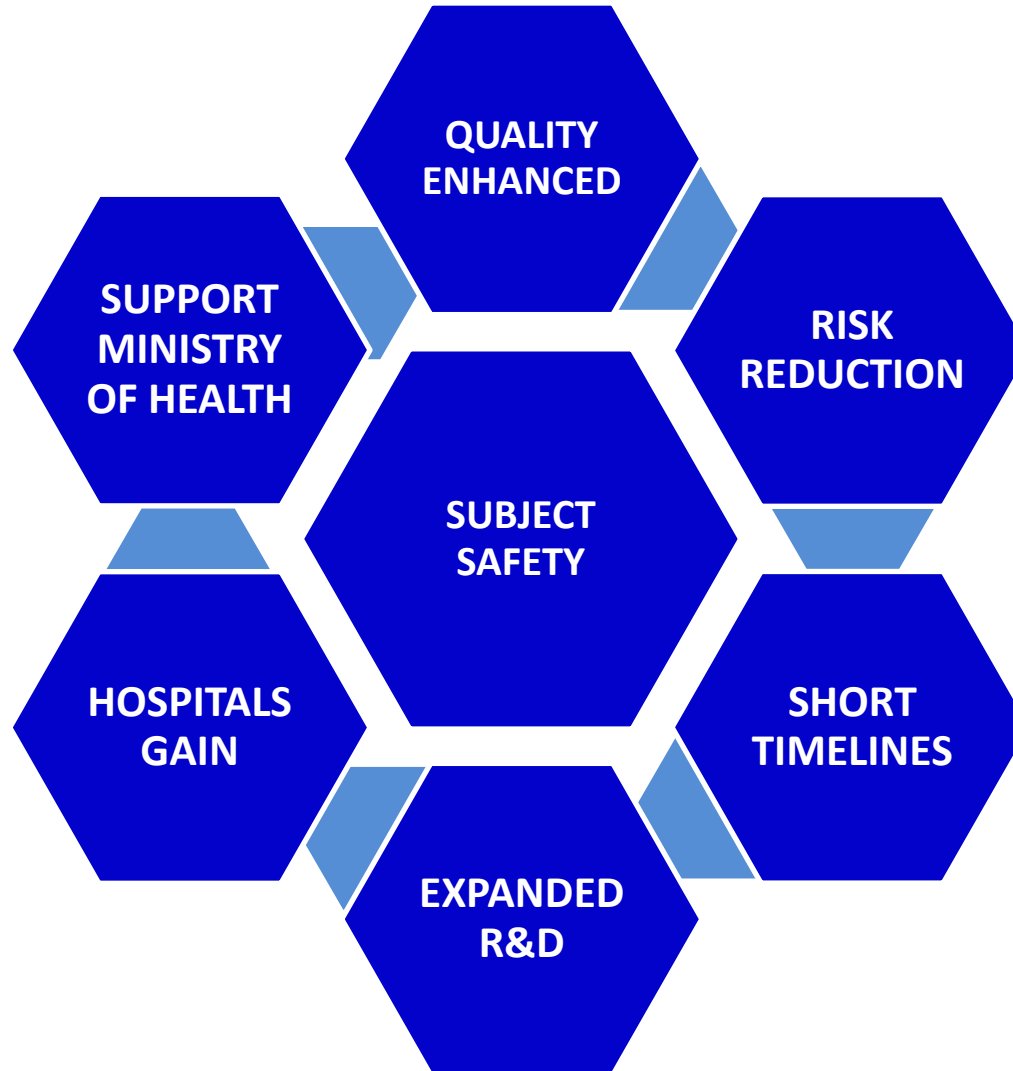 QUALITY
ENHANCED
SUPPORT
MINISTRY
OF HEALTH
RISK
REDUCTION
SUBJECT
SAFETY
HOSPITALS
GAIN
SHORT
TIMELINES
EXPANDED
R&D